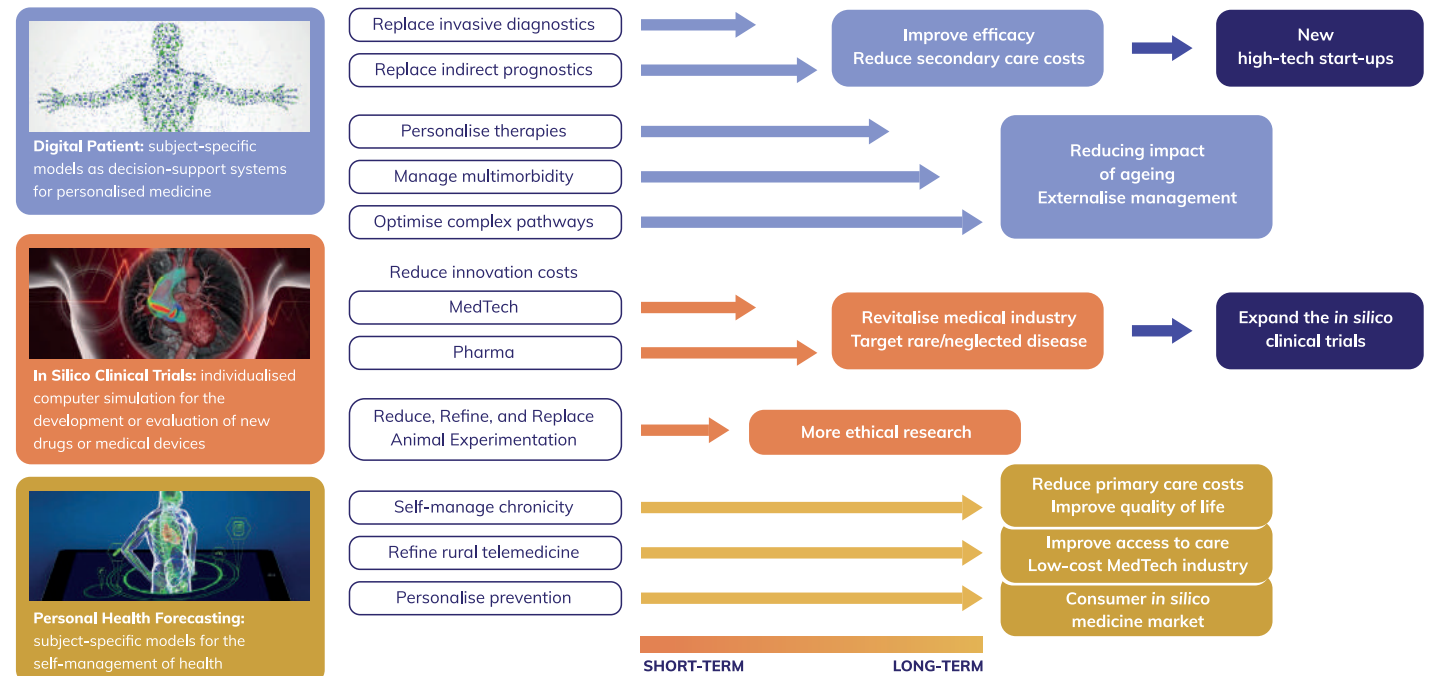 Digital Patient: subject-specific
models as decision-support systems
for personalised medicine
Replace invasive diagnostics
Replace indirect prognostics
Improve efficacy
Reduce secondary care costs
New
high-tech start-ups
Personalise therapies
Manage multimorbidity
Optimise complex pathways
Reducing impact
of ageing
Externalise management
In Silico Clinical Trials: individualised
computer simulation for the
development or evaluation of new
drugs or medical devices
Reduce innovation costs
MedTech
Pharma
Revitalise medical industry
Target rare/neglected disease
Expand the in silico
clinical trials
Reduce, Refine, and Replace
Animal Experimentation
More ethical research
Personal Health Forecasting:
subject-specific models for the
self-management of health
Self-manage chronicity
Refine rural telemedicine
Personalise prevention
Reduce primary care costs
Improve quality of life
Improve access to care
Low-cost MedTech industry
Consumer in silico
medicine market
SHORT-TERM
LONG-TERM